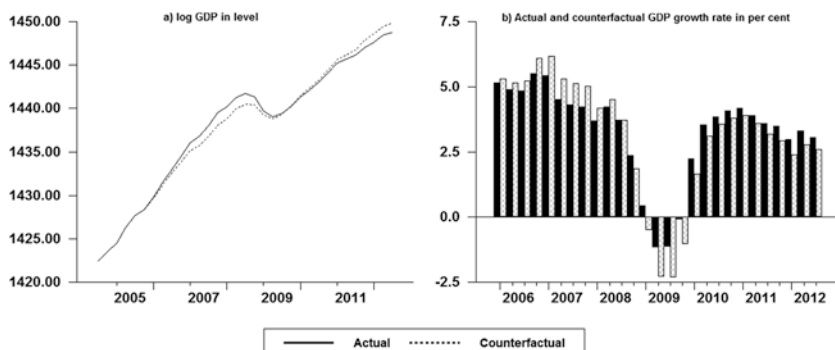 a) log GDP in level
1450.00
1445.00
1440.00
1435.00
1430.00
1425.00
1420.00
2005 2007 2009 2011
b) Actual and counterfactual GDP growth rate in per cent
7.5
5.0
2.5
0.0
-2.5
2006 2007 2008 2009 2010 2011 2012
Actual Counterfactual